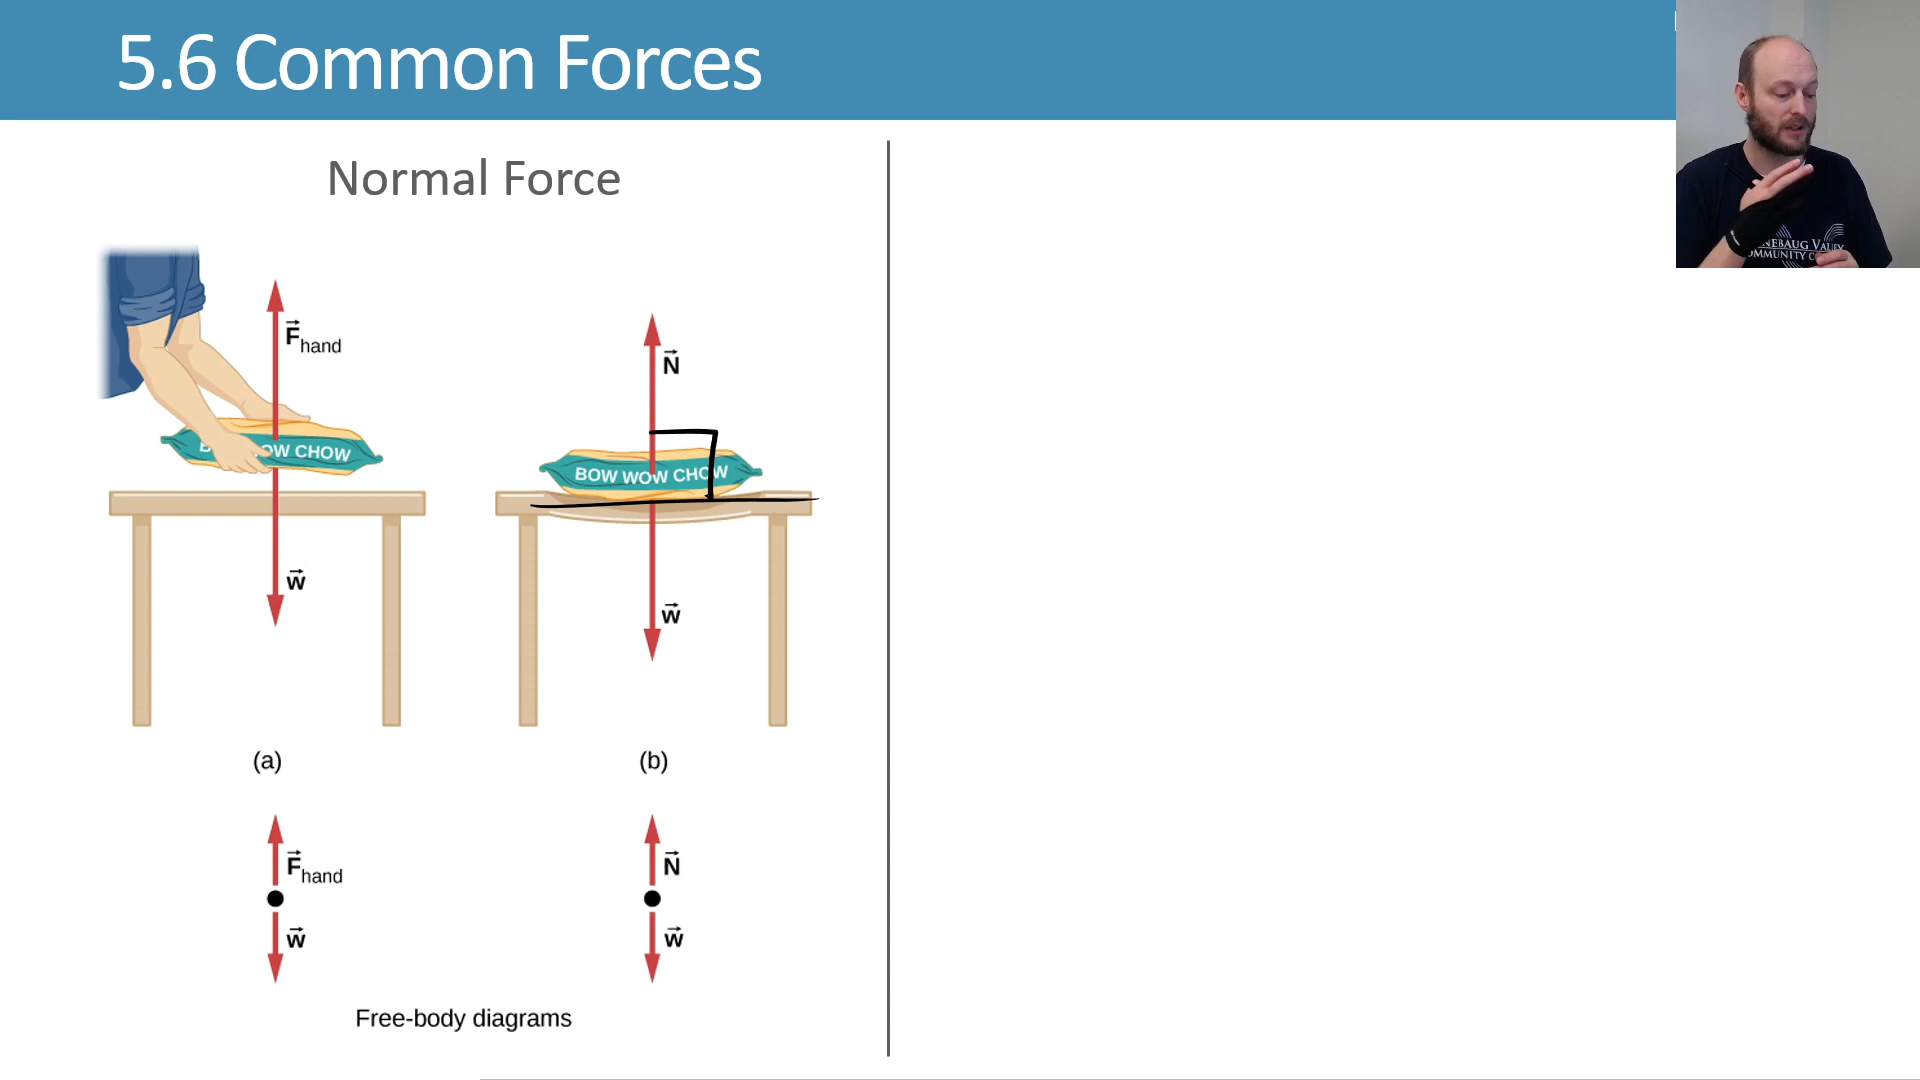 5.6 Common Forces
Normal Force
F hand
N
BOW CHOW
BOW WOW CHOW
w
w
(a)
(b)
F hand
N
w
w
Free-body diagrams